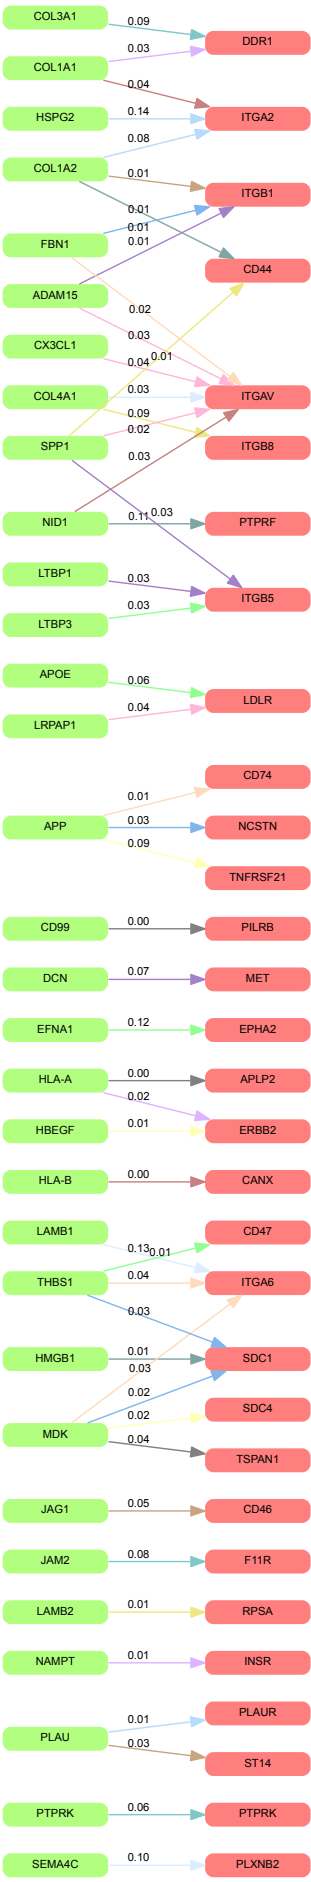 COL3A1
0.09
DDR1
COL1A1
0.03
0.04
HSPG2
0.14
ITGA2
0.08
COL1A2
0.01
ITGB1
0.01
FBN1
0.01
0.01
CD44
ADAM15
0.02
CX3CL1
0.03
0.01
0.04
COL4A1
0.03
ITGAV
0.09
0.02
SPP1
ITGB8
0.03
NID1
0.11
0.03
PTPRF
LTBP1
0.03
ITGB5
LTBP3
0.03
APOE
0.06
LDLR
LRPAP1
0.04
CD74
0.01
APP
0.03
NCSTN
0.09
TNFRSF21
CD99
0.00
PILRB
DCN
0.07
MET
EFNA1
0.12
EPHA2
HLA-A
0.00
APLP2
0.02
HBEGF
0.01
ERBB2
HLA-B
0.00
CANX
LAMB1
CD47
0.13
0.01
THBS1
0.04
ITGA6
0.03
HMGB1
0.01
SDC1
0.03
0.02
SDC4
0.02
MDK
0.04
TSPAN1
JAG1
0.05
CD46
JAM2
0.08
F11R
LAMB2
0.01
RPSA
NAMPT
0.01
INSR
PLAUR
0.01
PLAU
0.03
ST14
PTPRK
0.06
PTPRK
SEMA4C
0.10
PLXNB2